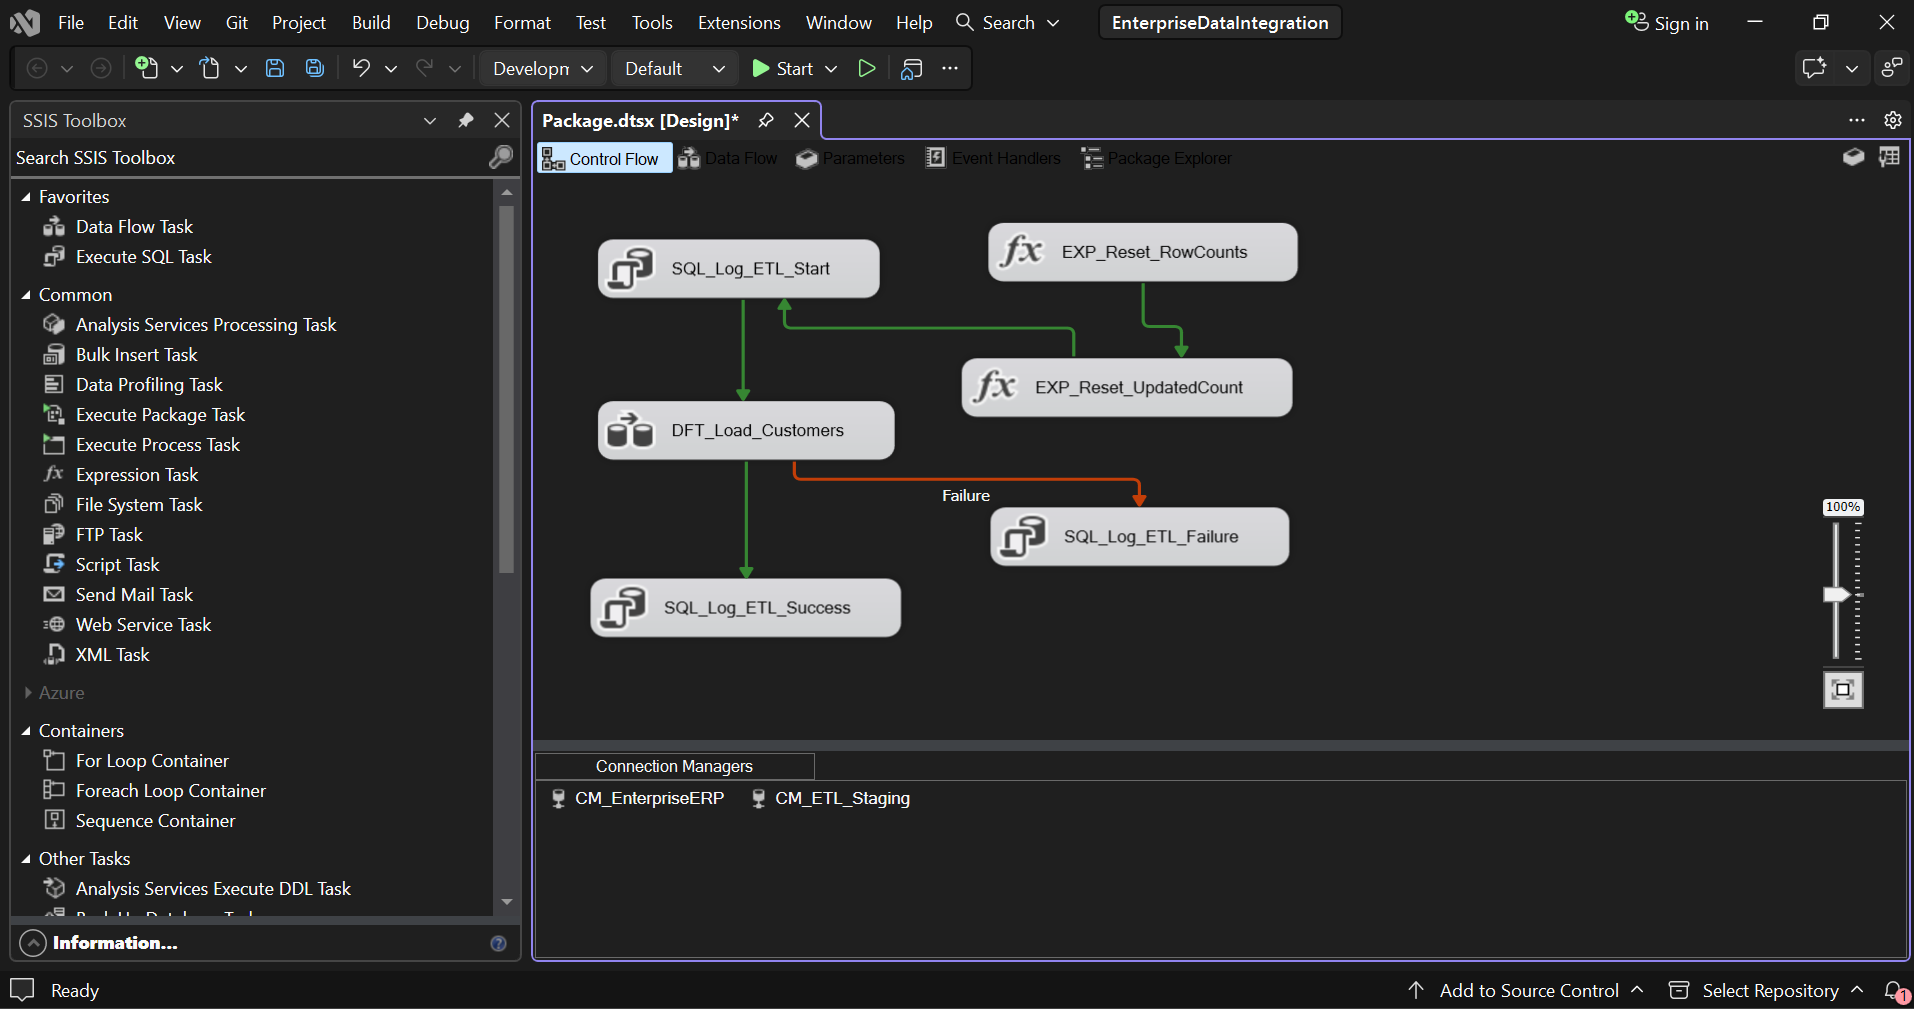 File Edit View Git Project Build Debug Format Test Tools Extensions Window Help Search EnterpriseDataIntegration Sign in
Developm Default Start
SSIS Toolbox
Search SSIS Toolbox
Favorites
Data Flow Task
Execute SQL Task
Common
Analysis Services Processing Task
Bulk Insert Task
Data Profiling Task
Execute Package Task
Execute Process Task
Expression Task
File System Task
FTP Task
Script Task
Send Mail Task
Web Service Task
XML Task
Azure
Containers
For Loop Container
Foreach Loop Container
Sequence Container
Other Tasks
Analysis Services Execute DDL Task
Information...
Package.dtsx [Design]*
Control Flow Data Flow Parameters Event Handlers Package Explorer
SQL_Log_ETL_Start
EXP_Reset_RowCounts
EXP_Reset_UpdatedCount
DFT_Load_Customers
Failure
SQL_Log_ETL_Failure
SQL_Log_ETL_Success
100%
Connection Managers
CM_EnterpriseERP CM_ETL_Staging
Ready Add to Source Control Select Repository 1